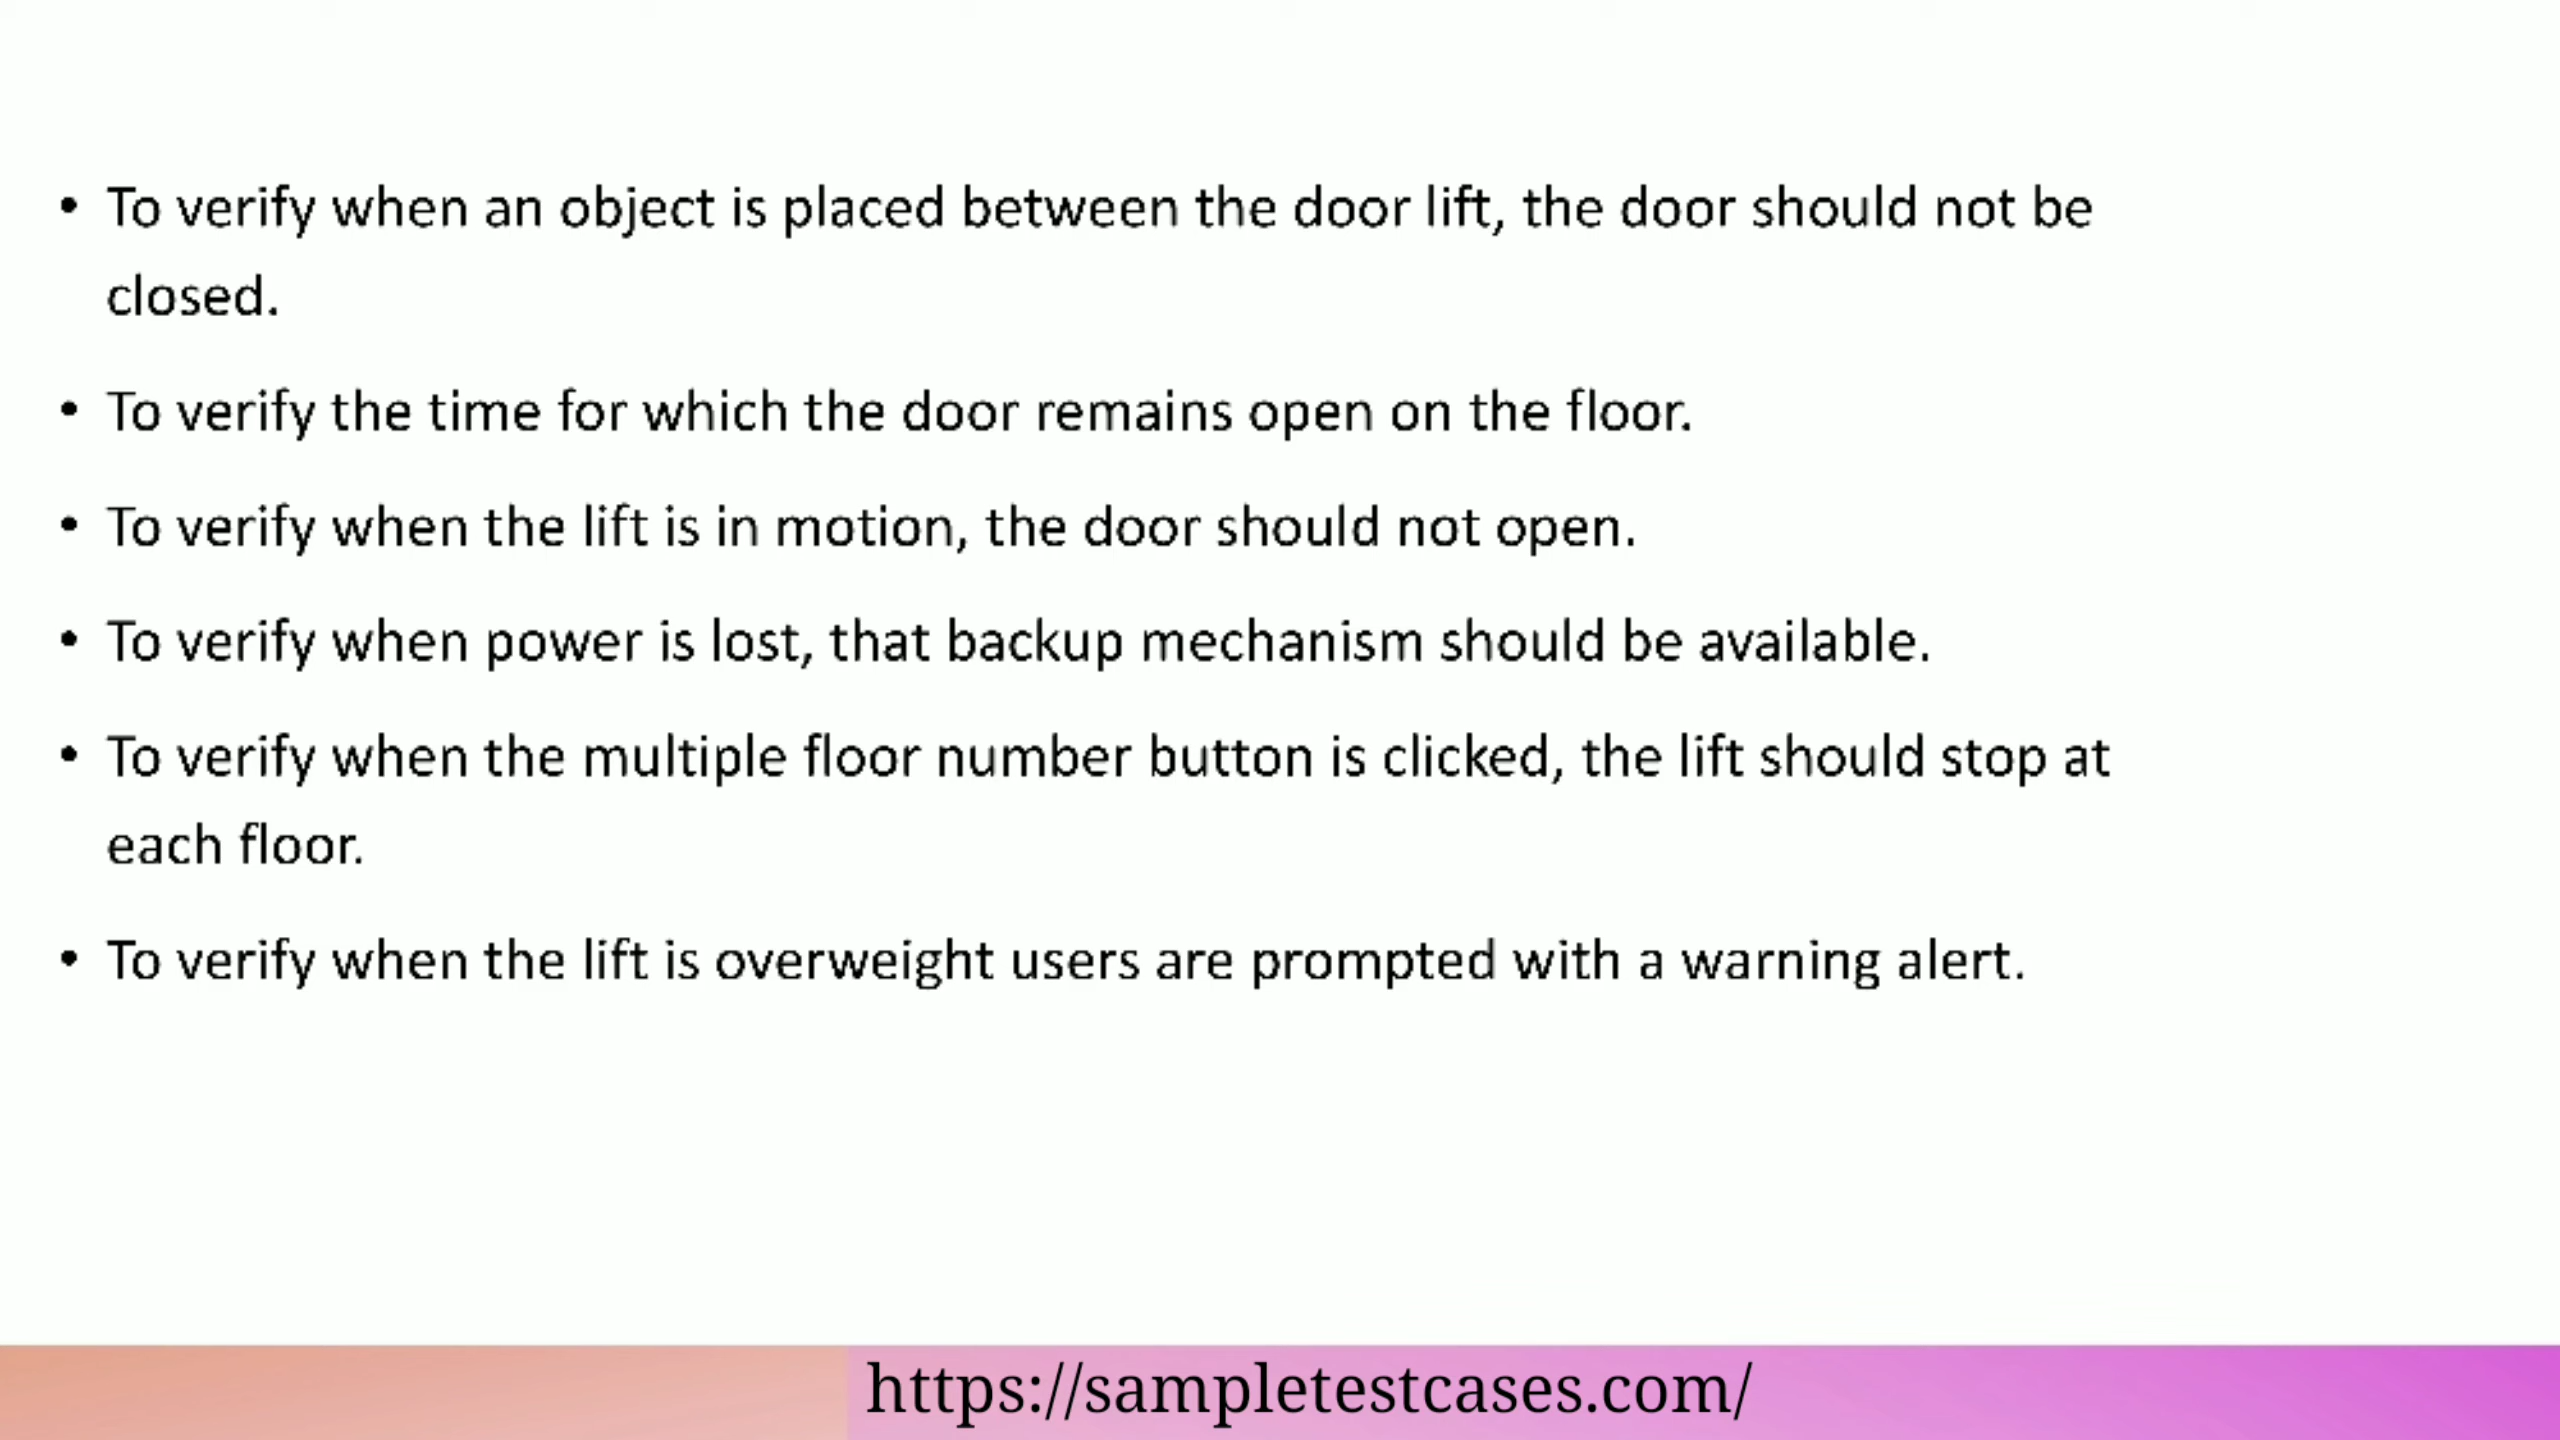 • To verify when an object is placed between the door lift, the door should not be
closed.
• To verify the time for which the door remains open on the floor.
• To verify when the lift is in motion, the door should not open.
• To verify when power is lost, that backup mechanism should be available.
• To verify when the multiple floor number button is clicked, the lift should stop at
each floor.
• To verify when the lift is overweight users are prompted with a warning alert.
https://sampletestcases.com/